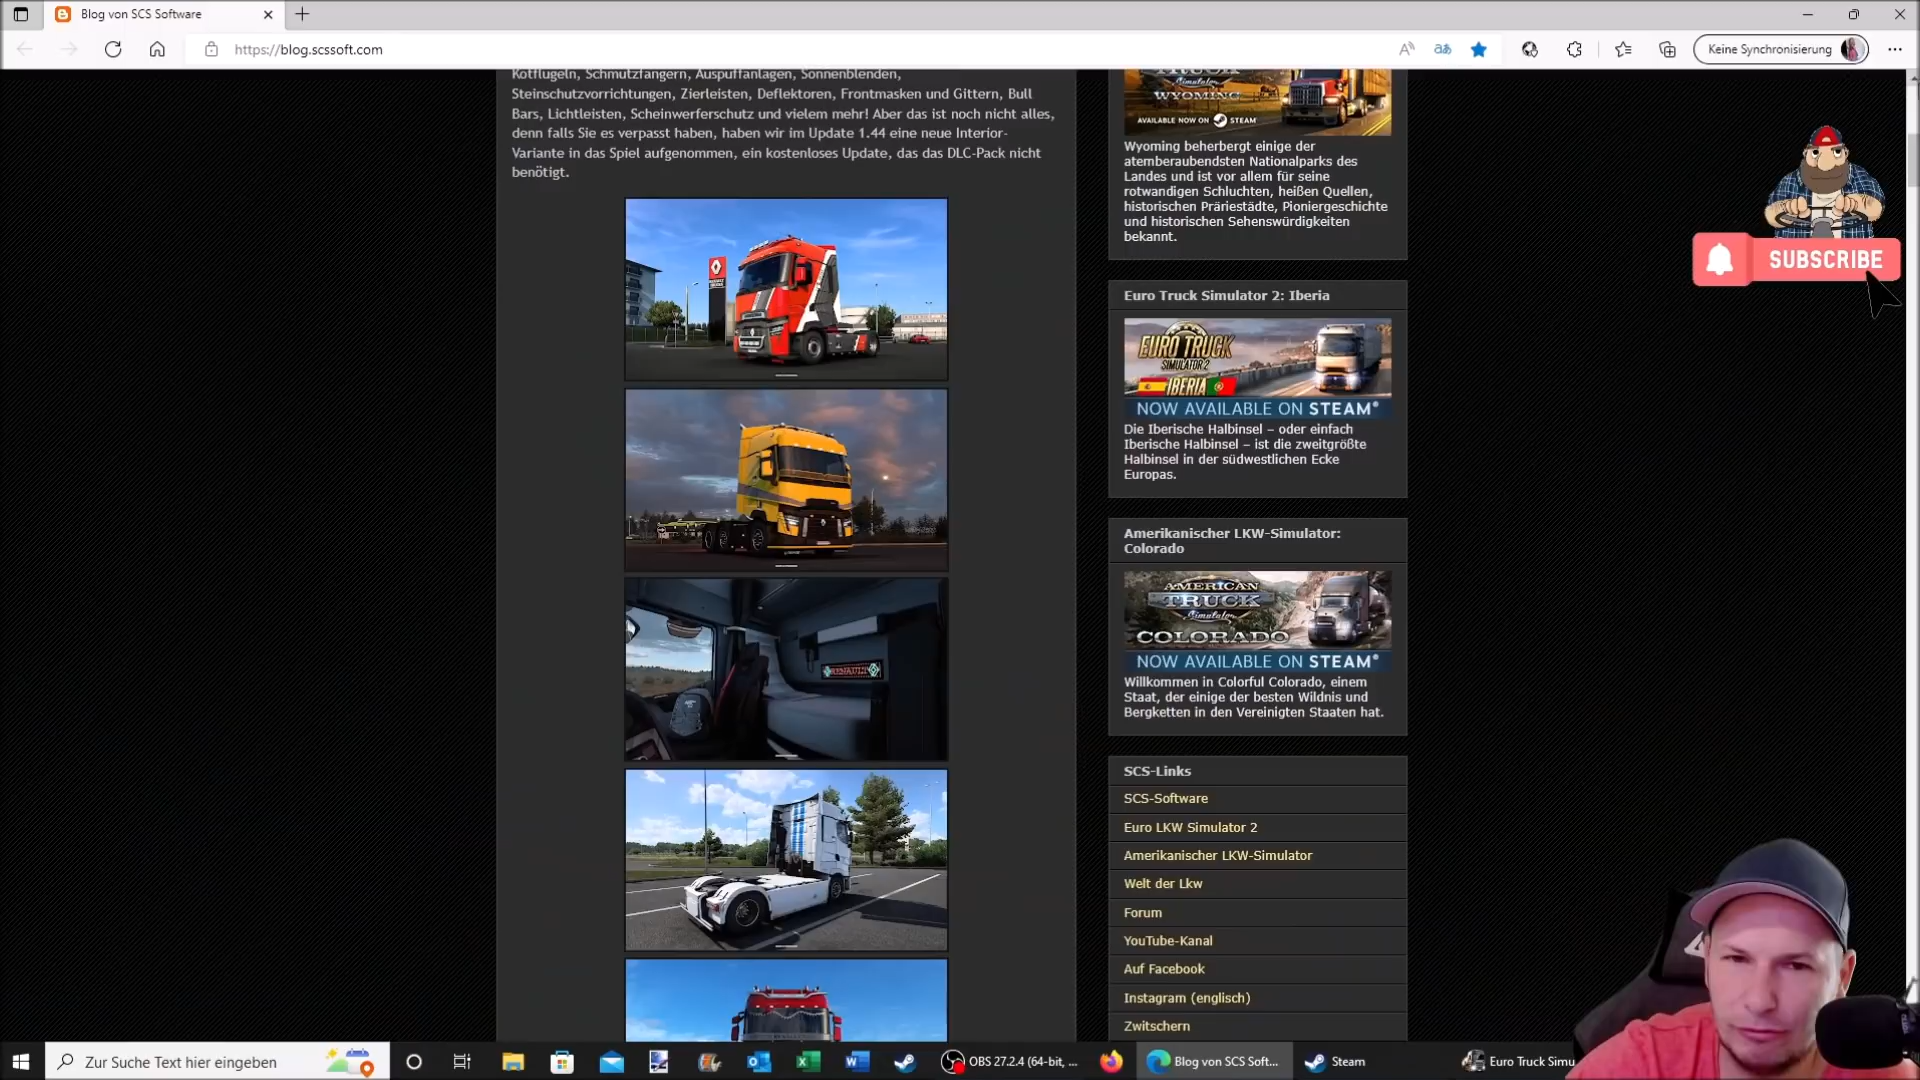 Blog von SCS Software
https://blog.scssoft.com
Keine Synchronisierung
Kotflügeln, Schmutzfängern, Auspuffanlagen, Sonnenblenden,
Steinschutzvorrichtungen, Zierleisten, Deflektoren, Frontmasken und Gittern, Bull
Bars, Lichtleisten, Scheinwerferschutz und vielem mehr! Aber das ist noch nicht alles,
denn falls Sie es verpasst haben, haben wir im Update 1.44 eine neue Interior-
Variante in das Spiel aufgenommen, ein kostenloses Update, das das DLC-Pack nicht
benötigt.
RENAULT
TRUCK
WYOMING
AVAILABLE NOW ON STEAM
Wyoming beherbergt einige der
atemberaubendsten Nationalparks des
Landes und ist vor allem für seine
rotwandigen Schluchten, heißen Quellen,
historischen Präriestädte, Pioniergeschichte
und historischen Sehenswürdigkeiten
bekannt.
SUBSCRIBE
Euro Truck Simulator 2: Iberia
EURO TRUCK
SIMULATOR 2
IBERIA
NOW AVAILABLE ON STEAM®
Die Iberische Halbinsel – oder einfach
Iberische Halbinsel – ist die zweitgrößte
Halbinsel in der südwestlichen Ecke
Europas.
Amerikanischer LKW-Simulator:
Colorado
AMERICAN
TRUCK
Simulator
COLORADO
NOW AVAILABLE ON STEAM®
Willkommen in Colorful Colorado, einem
Staat, der einige der besten Wildnis und
Bergketten in den Vereinigten Staaten hat.
SCS-Links
SCS-Software
Euro LKW Simulator 2
Amerikanischer LKW-Simulator
Welt der Lkw
Forum
YouTube-Kanal
Auf Facebook
Instagram (englisch)
Zwitschern
Zur Suche Text hier eingeben
OBS 27.2.4 (64-bit, ...
Blog von SCS Soft...
Steam
Euro Truck Simu